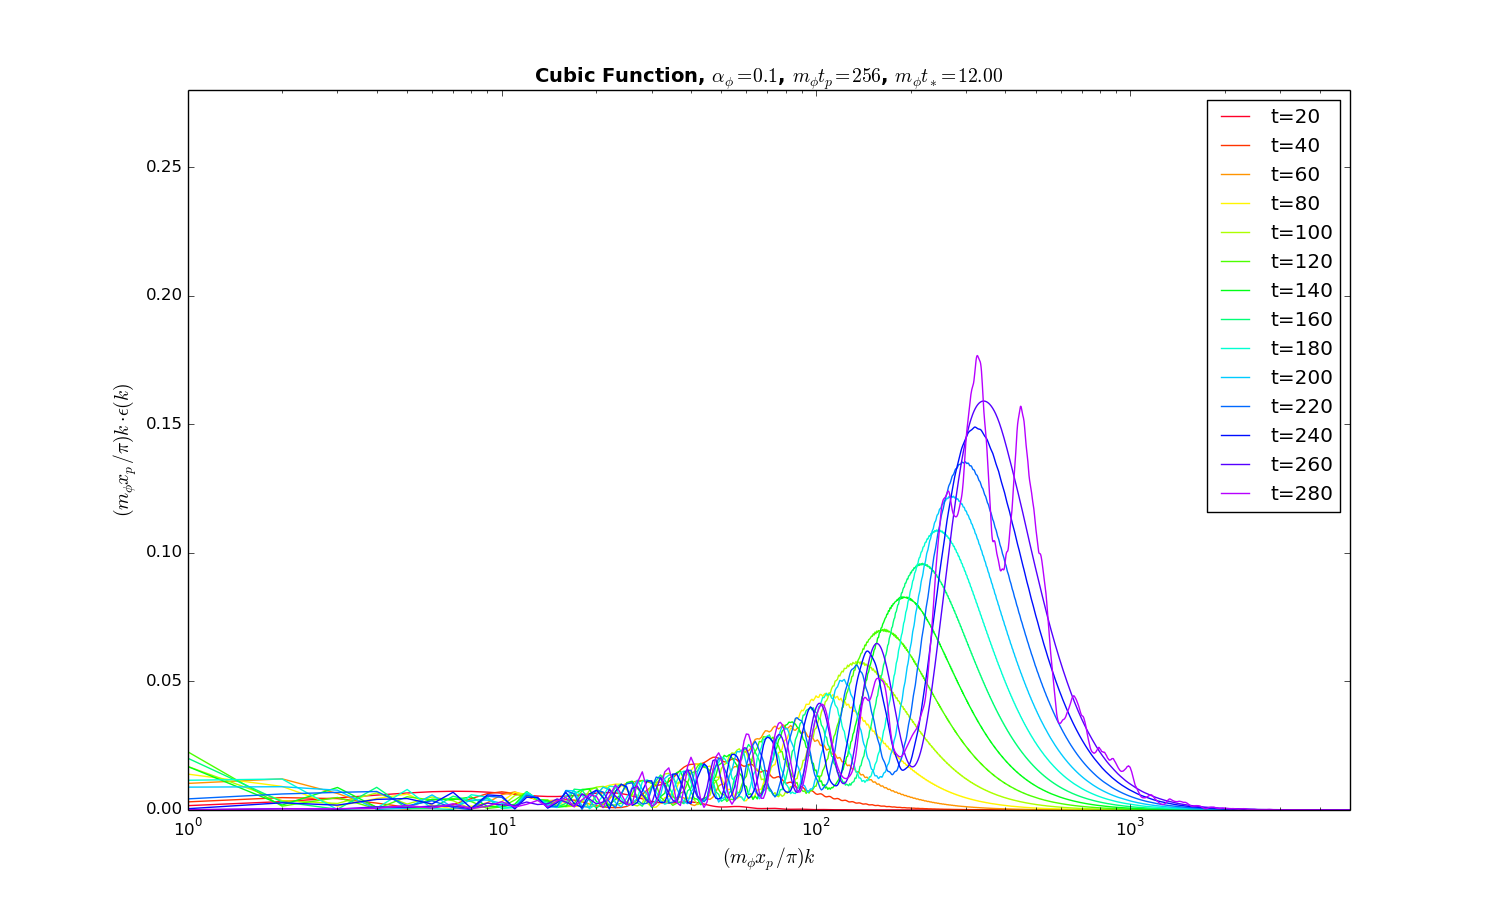 Cubic Function, α_ϕ=0.1, m_ϕt_p=256, m_ϕt_*=12.00
(m_ϕx_p/π)k·ϵ(k)
0.25
0.20
0.15
0.10
0.05
0.00
10^0
10^1
10^2
10^3
(m_ϕx_p/π)k
t=20
t=40
t=60
t=80
t=100
t=120
t=140
t=160
t=180
t=200
t=220
t=240
t=260
t=280